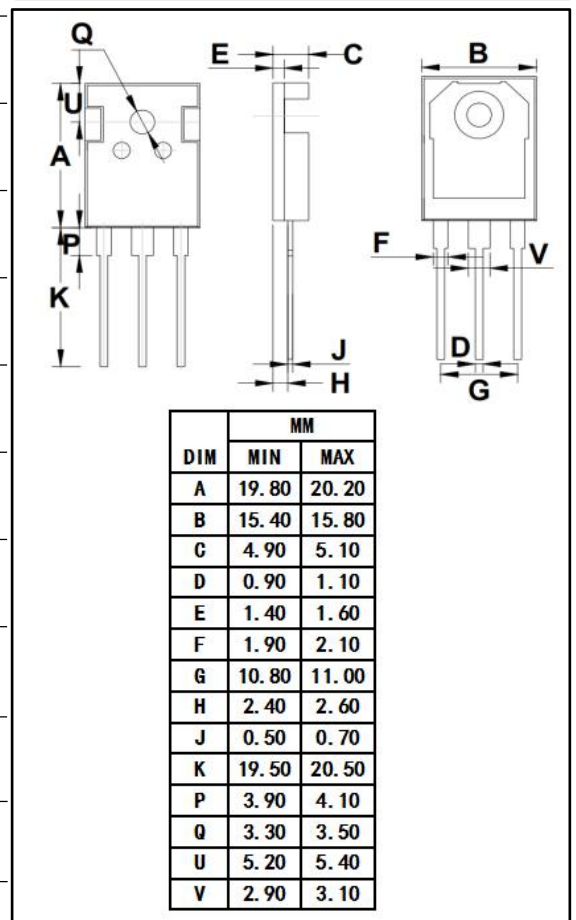 Q
E C B
U
A
P
K
F V
J D
H G
MM
DIM MIN MAX
A 19.80 20.20
B 15.40 15.80
C 4.90 5.10
D 0.90 1.10
E 1.40 1.60
F 1.90 2.10
G 10.80 11.00
H 2.40 2.60
J 0.50 0.70
K 19.50 20.50
P 3.90 4.10
Q 3.30 3.50
U 5.20 5.40
V 2.90 3.10